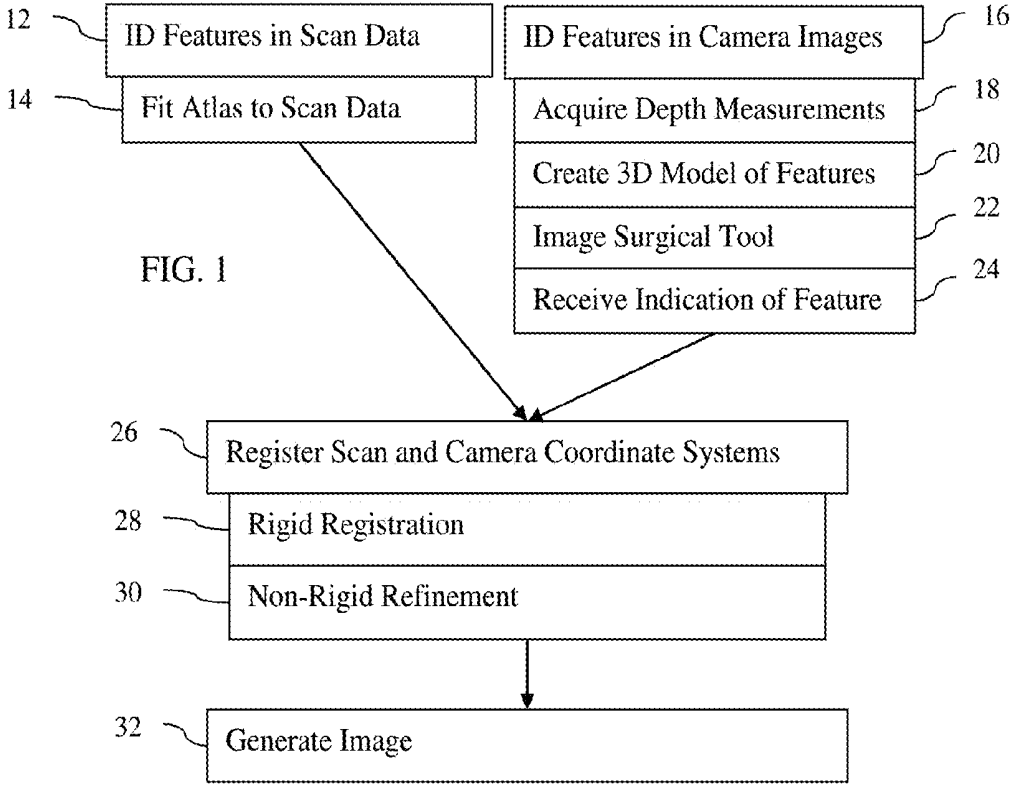 12
ID Features in Scan Data
14
Fit Atlas to Scan Data
ID Features in Camera Images
16
Acquire Depth Measurements
18
Create 3D Model of Features
20
Image Surgical Tool
22
Receive Indication of Feature
24
FIG. 1
26
Register Scan and Camera Coordinate Systems
28
Rigid Registration
30
Non-Rigid Refinement
32
Generate Image